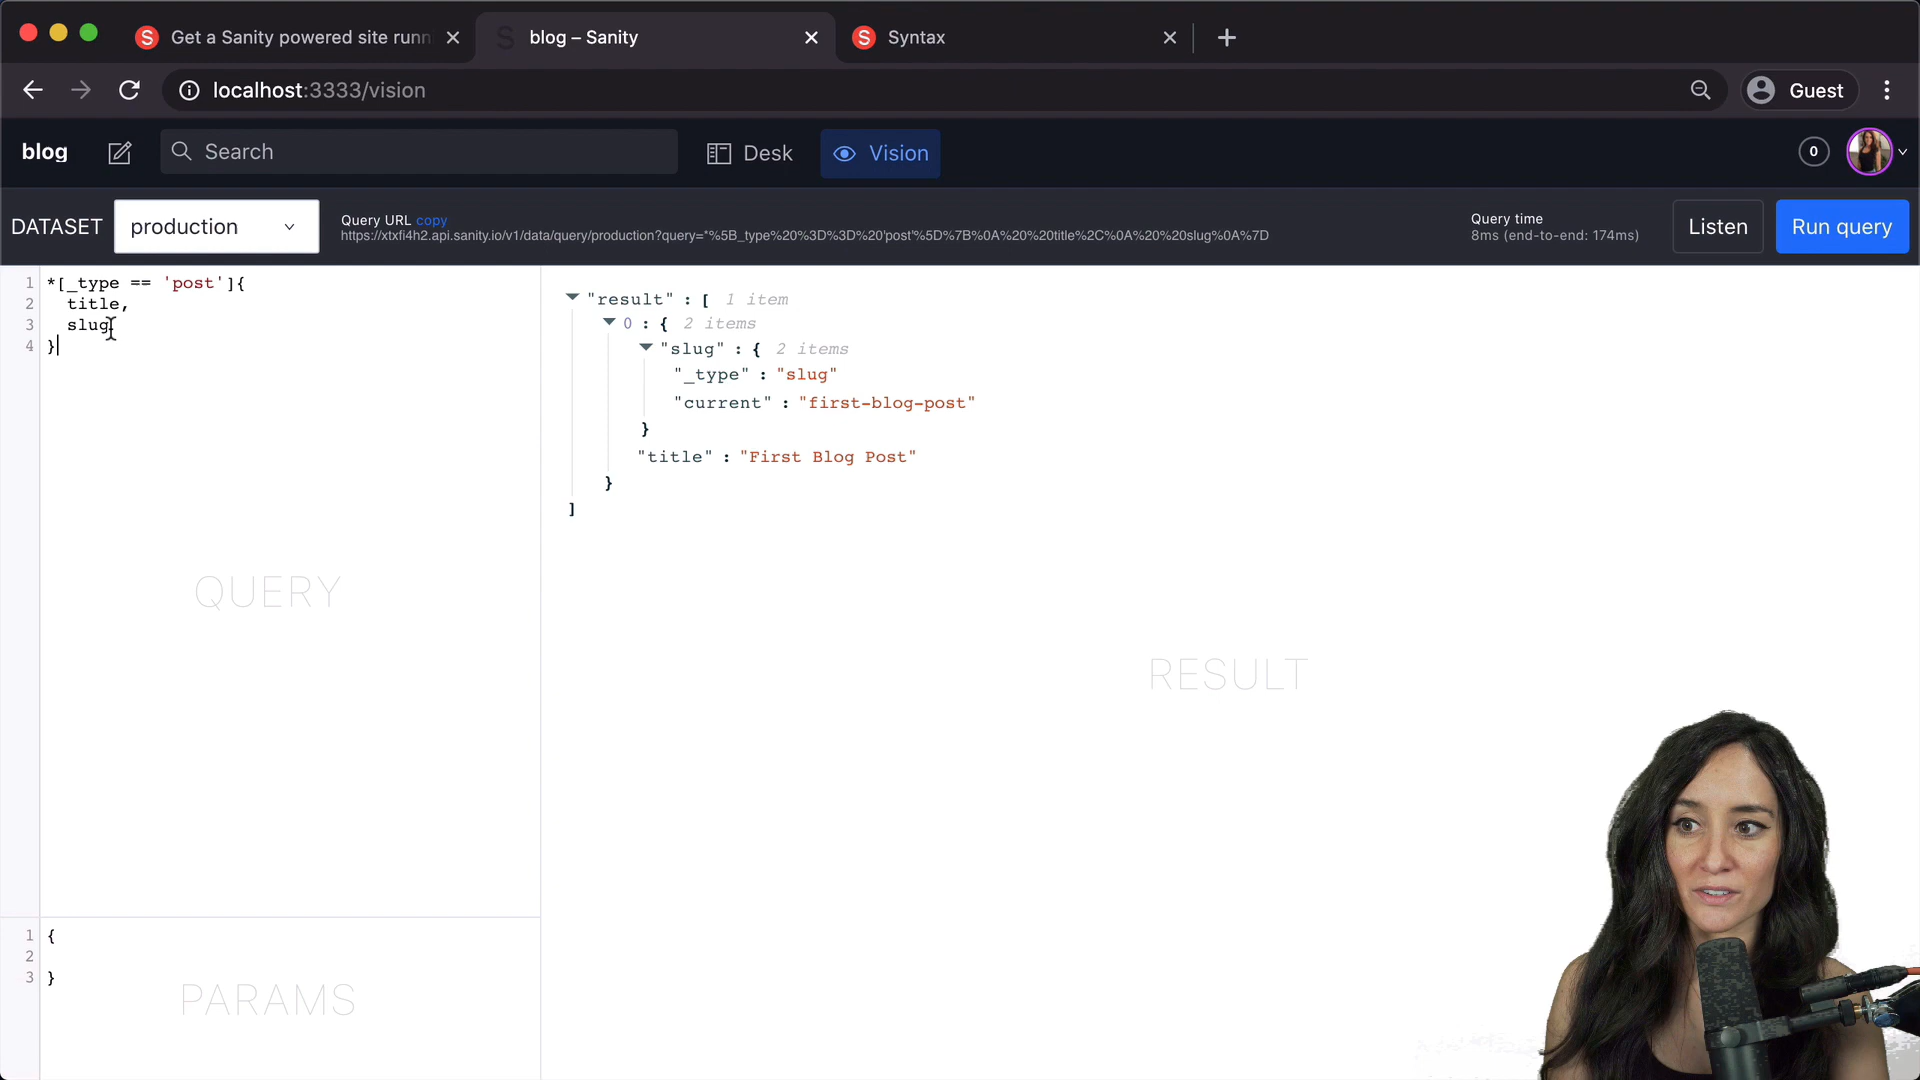 Get a Sanity powered site runn
blog – Sanity
Syntax
localhost:3333/vision
Guest
blog
Search
Desk
Vision
0
DATASET
production
Query URL copy
https://xtxfi4h2.api.sanity.io/v1/data/query/production?query=*%5B_type%20%3D%3D%20'post'%5D%7B%0A%20%20title%2C%0A%20%20slug%0A%7D
Query time
8ms (end-to-end: 174ms)
Listen
Run query
1 *[_type == 'post']{
2 title,
3 slug
4 }
QUERY
1 {
2
3 }
PARAMS
"result" : [ 1 item
0 : { 2 items
"slug" : { 2 items
"_type" : "slug"
"current" : "first-blog-post"
}
"title" : "First Blog Post"
}
]
RESULT